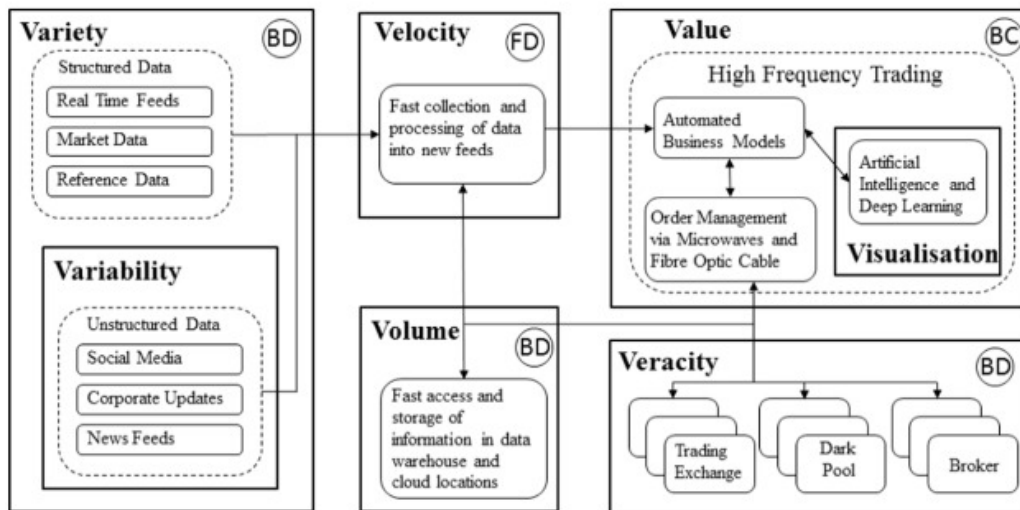 Variety
BD
Structured Data
Real Time Feeds
Market Data
Reference Data
Variability
Unstructured Data
Social Media
Corporate Updates
News Feeds
Velocity
FD
Fast collection and
processing of data
into new feeds
Volume
BD
Fast access and
storage of
information in data
warehouse and
cloud locations
Value
BC
High Frequency Trading
Automated
Business Models
Order Management
via Microwaves and
Fibre Optic Cable
Artificial
Intelligence and
Deep Learning
Visualisation
Veracity
BD
Trading
Exchange
Dark
Pool
Broker